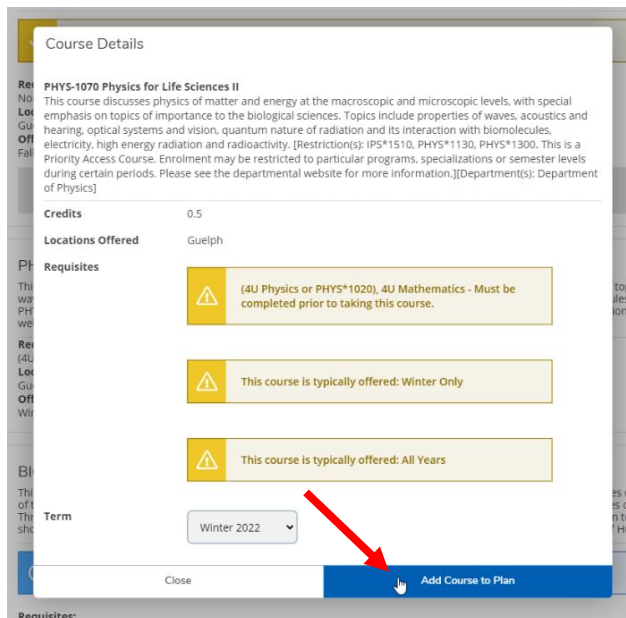 Course Details
PHYS-1070 Physics for Life Sciences II
This course discusses physics of matter and energy at the macroscopic and microscopic levels, with special
emphasis on topics of importance to the biological sciences. Topics include properties of waves, acoustics and
hearing, optical systems and vision, quantum nature of radiation and its interaction with biomolecules,
electricity, high energy radiation and radioactivity. [Restriction(s): IPS*1510, PHYS*1130, PHYS*1300. This is a
Priority Access Course. Enrolment may be restricted to particular programs, specializations or semester levels
during certain periods. Please see the departmental website for more information.][Department(s): Department
of Physics]
Credits 0.5
Locations Offered Guelph
Requisites
(4U Physics or PHYS*1020), 4U Mathematics - Must be
completed prior to taking this course.
This course is typically offered: Winter Only
This course is typically offered: All Years
Term Winter 2022
Close Add Course to Plan
Requisites: